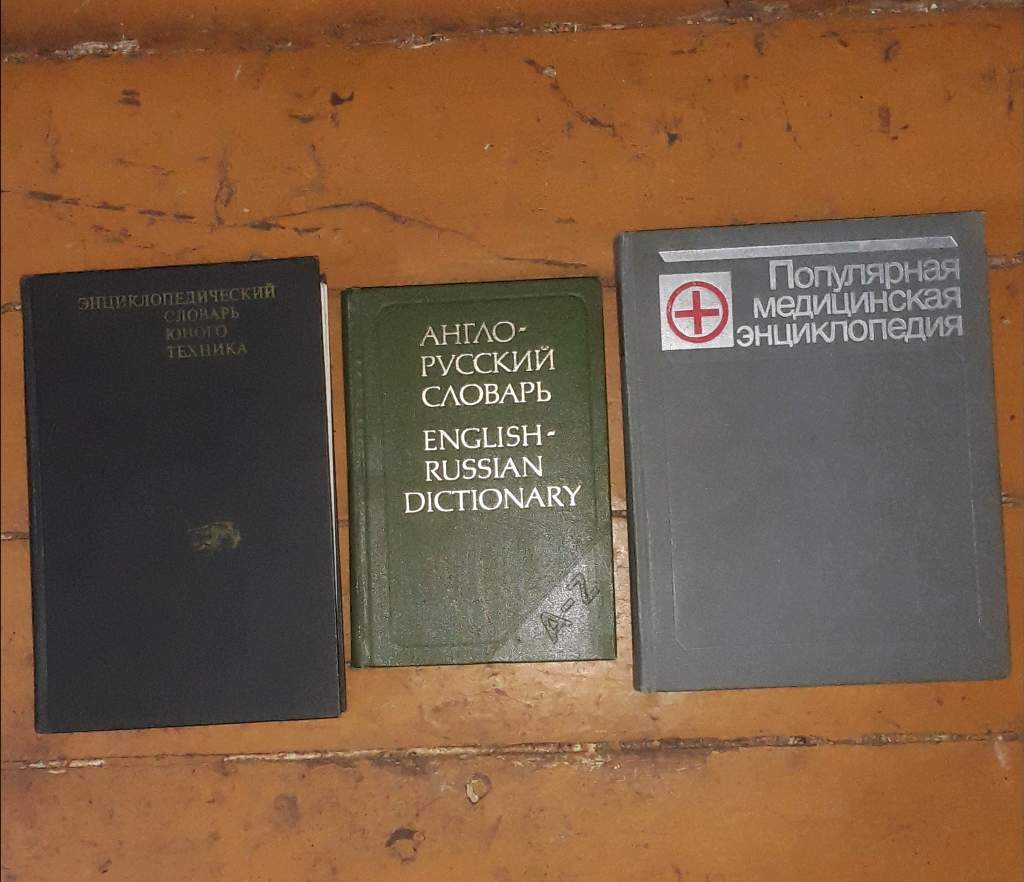 ЭНЦИКЛОПЕДИЧЕСКИЙ
СЛОВАРЬ
ЮНОГО
ТЕХНИКА
АНГЛО-
РУССКИЙ
СЛОВАРЬ
ENGLISH-
RUSSIAN
DICTIONARY
A-Z
Популярная
медицинская
энциклопедия